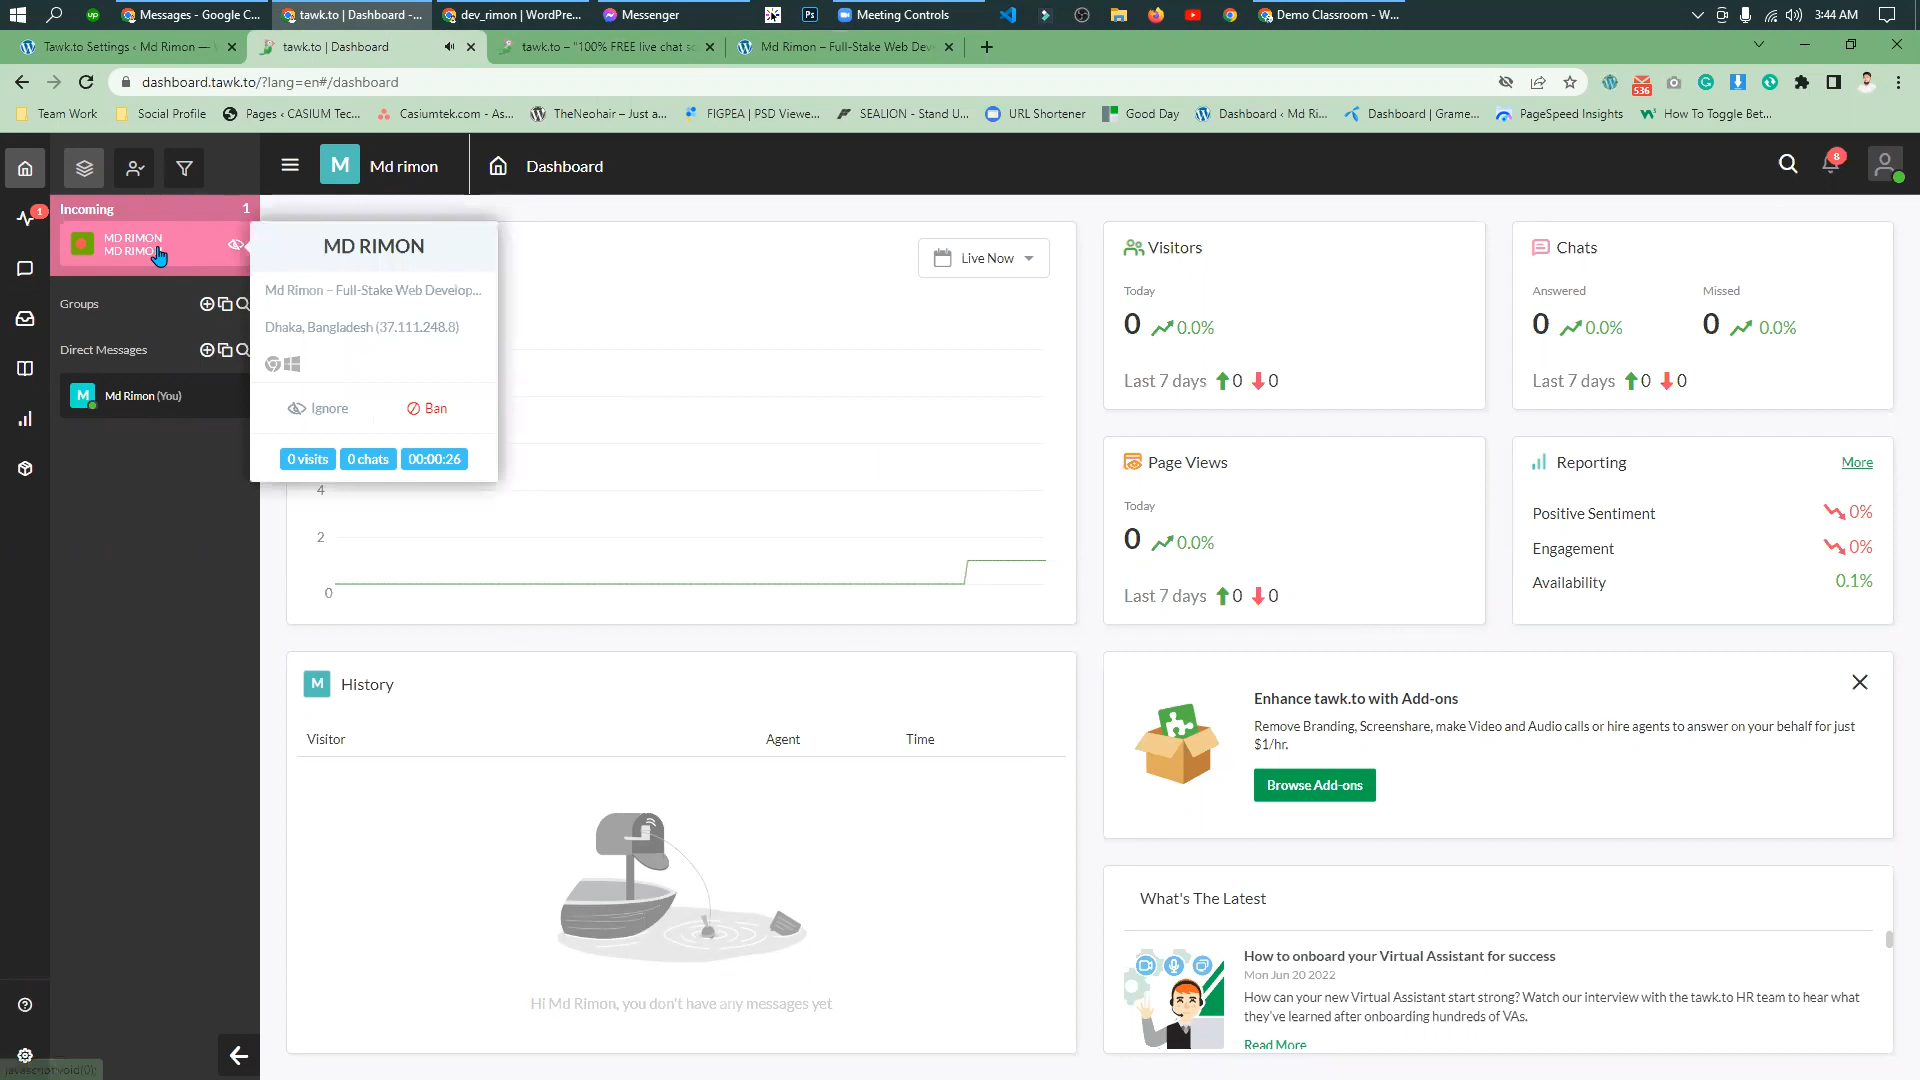 Messages - Google C...
tawk.to | Dashboard -...
dev_rimon | WordPre...
Messenger
Ps
Meeting Controls
Demo Classroom - W...
3:44 AM
Tawk.to Settings ‹ Md Rimon —
tawk.to | Dashboard
tawk.to – "100% FREE live chat so
Md Rimon – Full-Stake Web Dev
dashboard.tawk.to/?lang=en#/dashboard
536
Team Work
Social Profile
Pages ‹ CASIUM Tec...
Casiumtek.com - As...
TheNeohair – Just a...
FIGPEA | PSD Viewe...
SEALION - Stand U...
URL Shortener
Good Day
Dashboard ‹ Md Ri...
Dashboard | Grame...
PageSpeed Insights
How To Toggle Bet...
M
Md rimon
Dashboard
8
1
Incoming
1
MD RIMON
MD RIMO
Groups
Direct Messages
M
Md Rimon (You)
MD RIMON
Md Rimon – Full-Stake Web Develop...
Dhaka, Bangladesh (37.111.248.8)
Ignore
Ban
0 visits
0 chats
00:00:26
Live Now
4
2
0
Visitors
Today
0
0.0%
Last 7 days
0
0
Chats
Answered
Missed
0
0.0%
0
0.0%
Last 7 days
0
0
Page Views
Today
0
0.0%
Last 7 days
0
0
Reporting
More
Positive Sentiment
0%
Engagement
0%
Availability
0.1%
M
History
Visitor
Agent
Time
Hi Md Rimon, you don't have any messages yet
Enhance tawk.to with Add-ons
Remove Branding, Screenshare, make Video and Audio calls or hire agents to answer on your behalf for just
$1/hr.
Browse Add-ons
What's The Latest
How to onboard your Virtual Assistant for success
Mon Jun 20 2022
How can your new Virtual Assistant start strong? Watch our interview with the tawk.to HR team to hear what
they've learned after onboarding hundreds of VAs.
Read More
javascript:void(0);